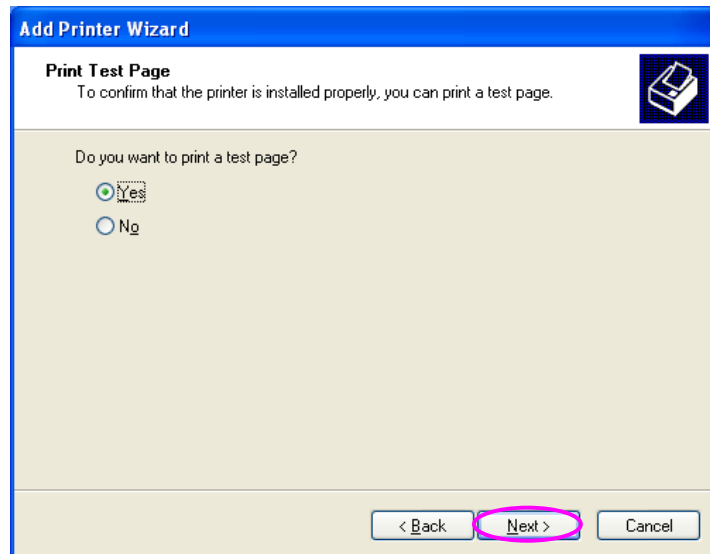 Add Printer Wizard
Print Test Page
To confirm that the printer is installed properly, you can print a test page.
Do you want to print a test page?
Yes
No
< Back
Next >
Cancel